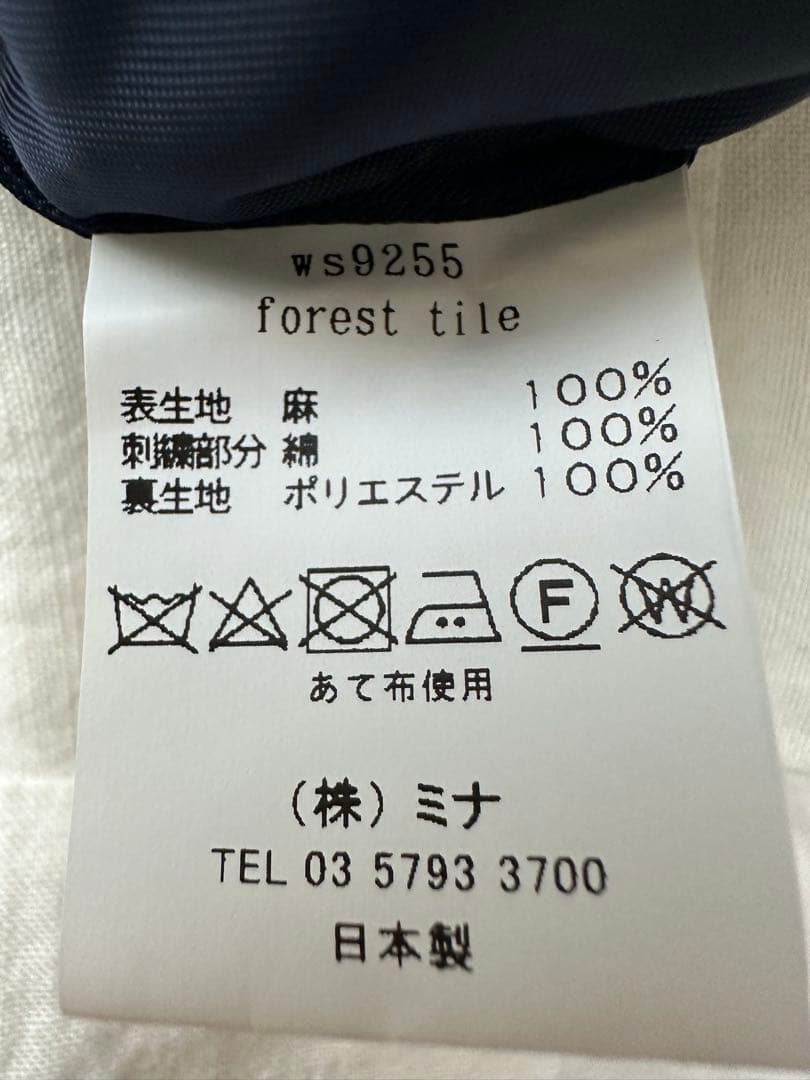 ws9255
forest tile
表生地 麻 100%
刺繍部分 綿 100%
裏生地 ポリエステル 100%
F W
あて布使用
(株)ミナ
TEL 03 5793 3700
日本製